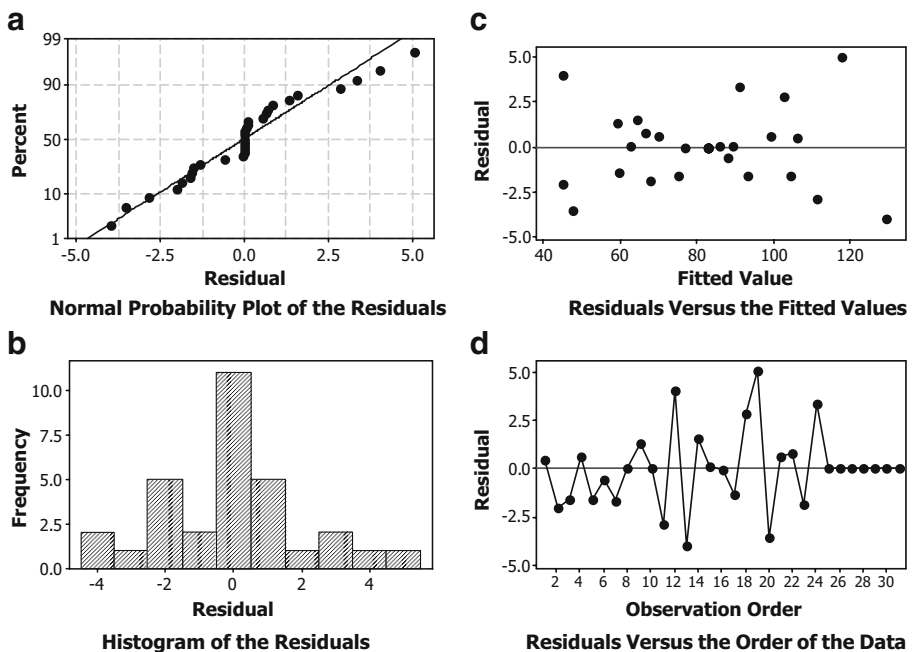 a
99
90
50
10
1
Percent
-5.0
-2.5
0.0
2.5
5.0
Residual
Normal Probability Plot of the Residuals
c
5.0
2.5
0.0
-2.5
-5.0
Residual
40
60
80
100
120
Fitted Value
Residuals Versus the Fitted Values
b
10.0
7.5
5.0
2.5
0.0
Frequency
-4
-2
0
2
4
Residual
Histogram of the Residuals
d
5.0
2.5
0.0
-2.5
-5.0
Residual
2 4 6 8 10 12 14 16 18 20 22 24 26 28 30
Observation Order
Residuals Versus the Order of the Data